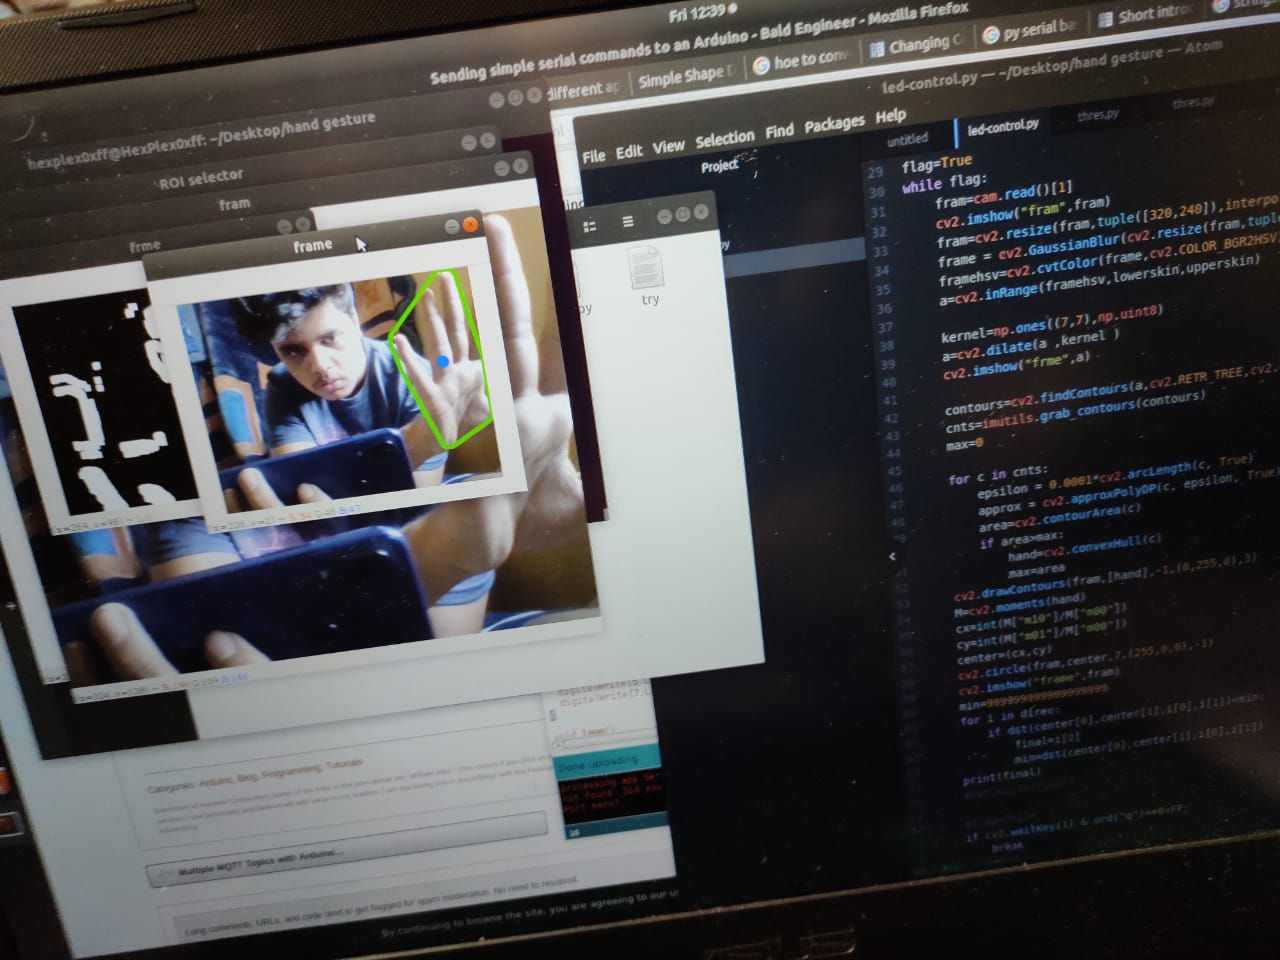 Fri 12:39
Sending simple serial commands to an Arduino - Bald Engineer - Mozilla Firefox
different ap
Simple Shape D
hoe to conv
Changing C
py serial ba
Short intro
led-control.py — ~/Desktop/hand gesture — Atom
File Edit View Selection Find Packages Help
Project
untitled
led-control.py
thres.py
thres.py
hexplex0xff@HexPlex0xff: ~/Desktop/hand gesture
ROI selector
fram
frme
frame
try
29 flag=True
30 while flag:
31 fram=cam.read()[1]
32 cv2.imshow("fram",fram)
33 fram=cv2.resize(fram,tuple([320,240]),interpo
34 frame = cv2.GaussianBlur(cv2.resize(fram,tupl
35 framehsv=cv2.cvtColor(frame,cv2.COLOR_BGR2HSV
36 a=cv2.inRange(framehsv,lowerskin,upperskin)
37
38 kernel=np.ones((7,7),np.uint8)
39 a=cv2.dilate(a ,kernel )
40 cv2.imshow("frme",a)
41
42 contours=cv2.findContours(a,cv2.RETR_TREE,cv2.
43 cnts=imutils.grab_contours(contours)
44 max=0
45
46 for c in cnts:
47 epsilon = 0.0001*cv2.arcLength(c, True)
48 approx = cv2.approxPolyDP(c, epsilon, True)
area=cv2.contourArea(c)
if area>max:
hand=cv2.convexHull(c)
max=area
cv2.drawContours(fram,[hand],-1,(0,255,0),3)
M=cv2.moments(hand)
cx=int(M["m10"]/M["m00"])
cy=int(M["m01"]/M["m00"])
center=(cx,cy)
cv2.circle(fram,center,7,(255,0,0),-1)
cv2.imshow("frame",fram)
for i in direc:
if dst(center[0],center[1],i[0],i[1])<min:
final=i[2]
min=dst(center[0],center[1],i[0],i[1])
print(final)
if cv2.waitKey(1) & ord("q")==0xFF:
break
Categories: Arduino, Blog, Programming, Tutorials
Multiple MQTT Topics with Arduino...
Long comments, URLs, and code tend to get flagged for spam moderation. No need to resubmit.
By continuing to browse the site, you are agreeing to our u
Done uploading.
processing.app.Ser
not found. Did you
Port menu?